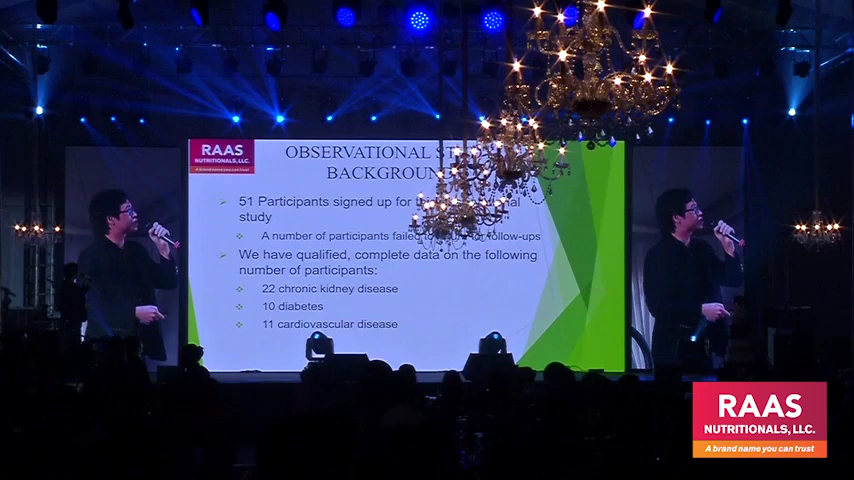 RAAS
NUTRITIONALS, LLC.
A brand name you can trust
OBSERVATIONAL
BACKGROUN
51 Participants signed up for
study
A number of participants failed follow-ups
We have qualified, complete data on the following
number of participants:
22 chronic kidney disease
10 diabetes
11 cardiovascular disease
RAAS
NUTRITIONALS, LLC.
A brand name you can trust